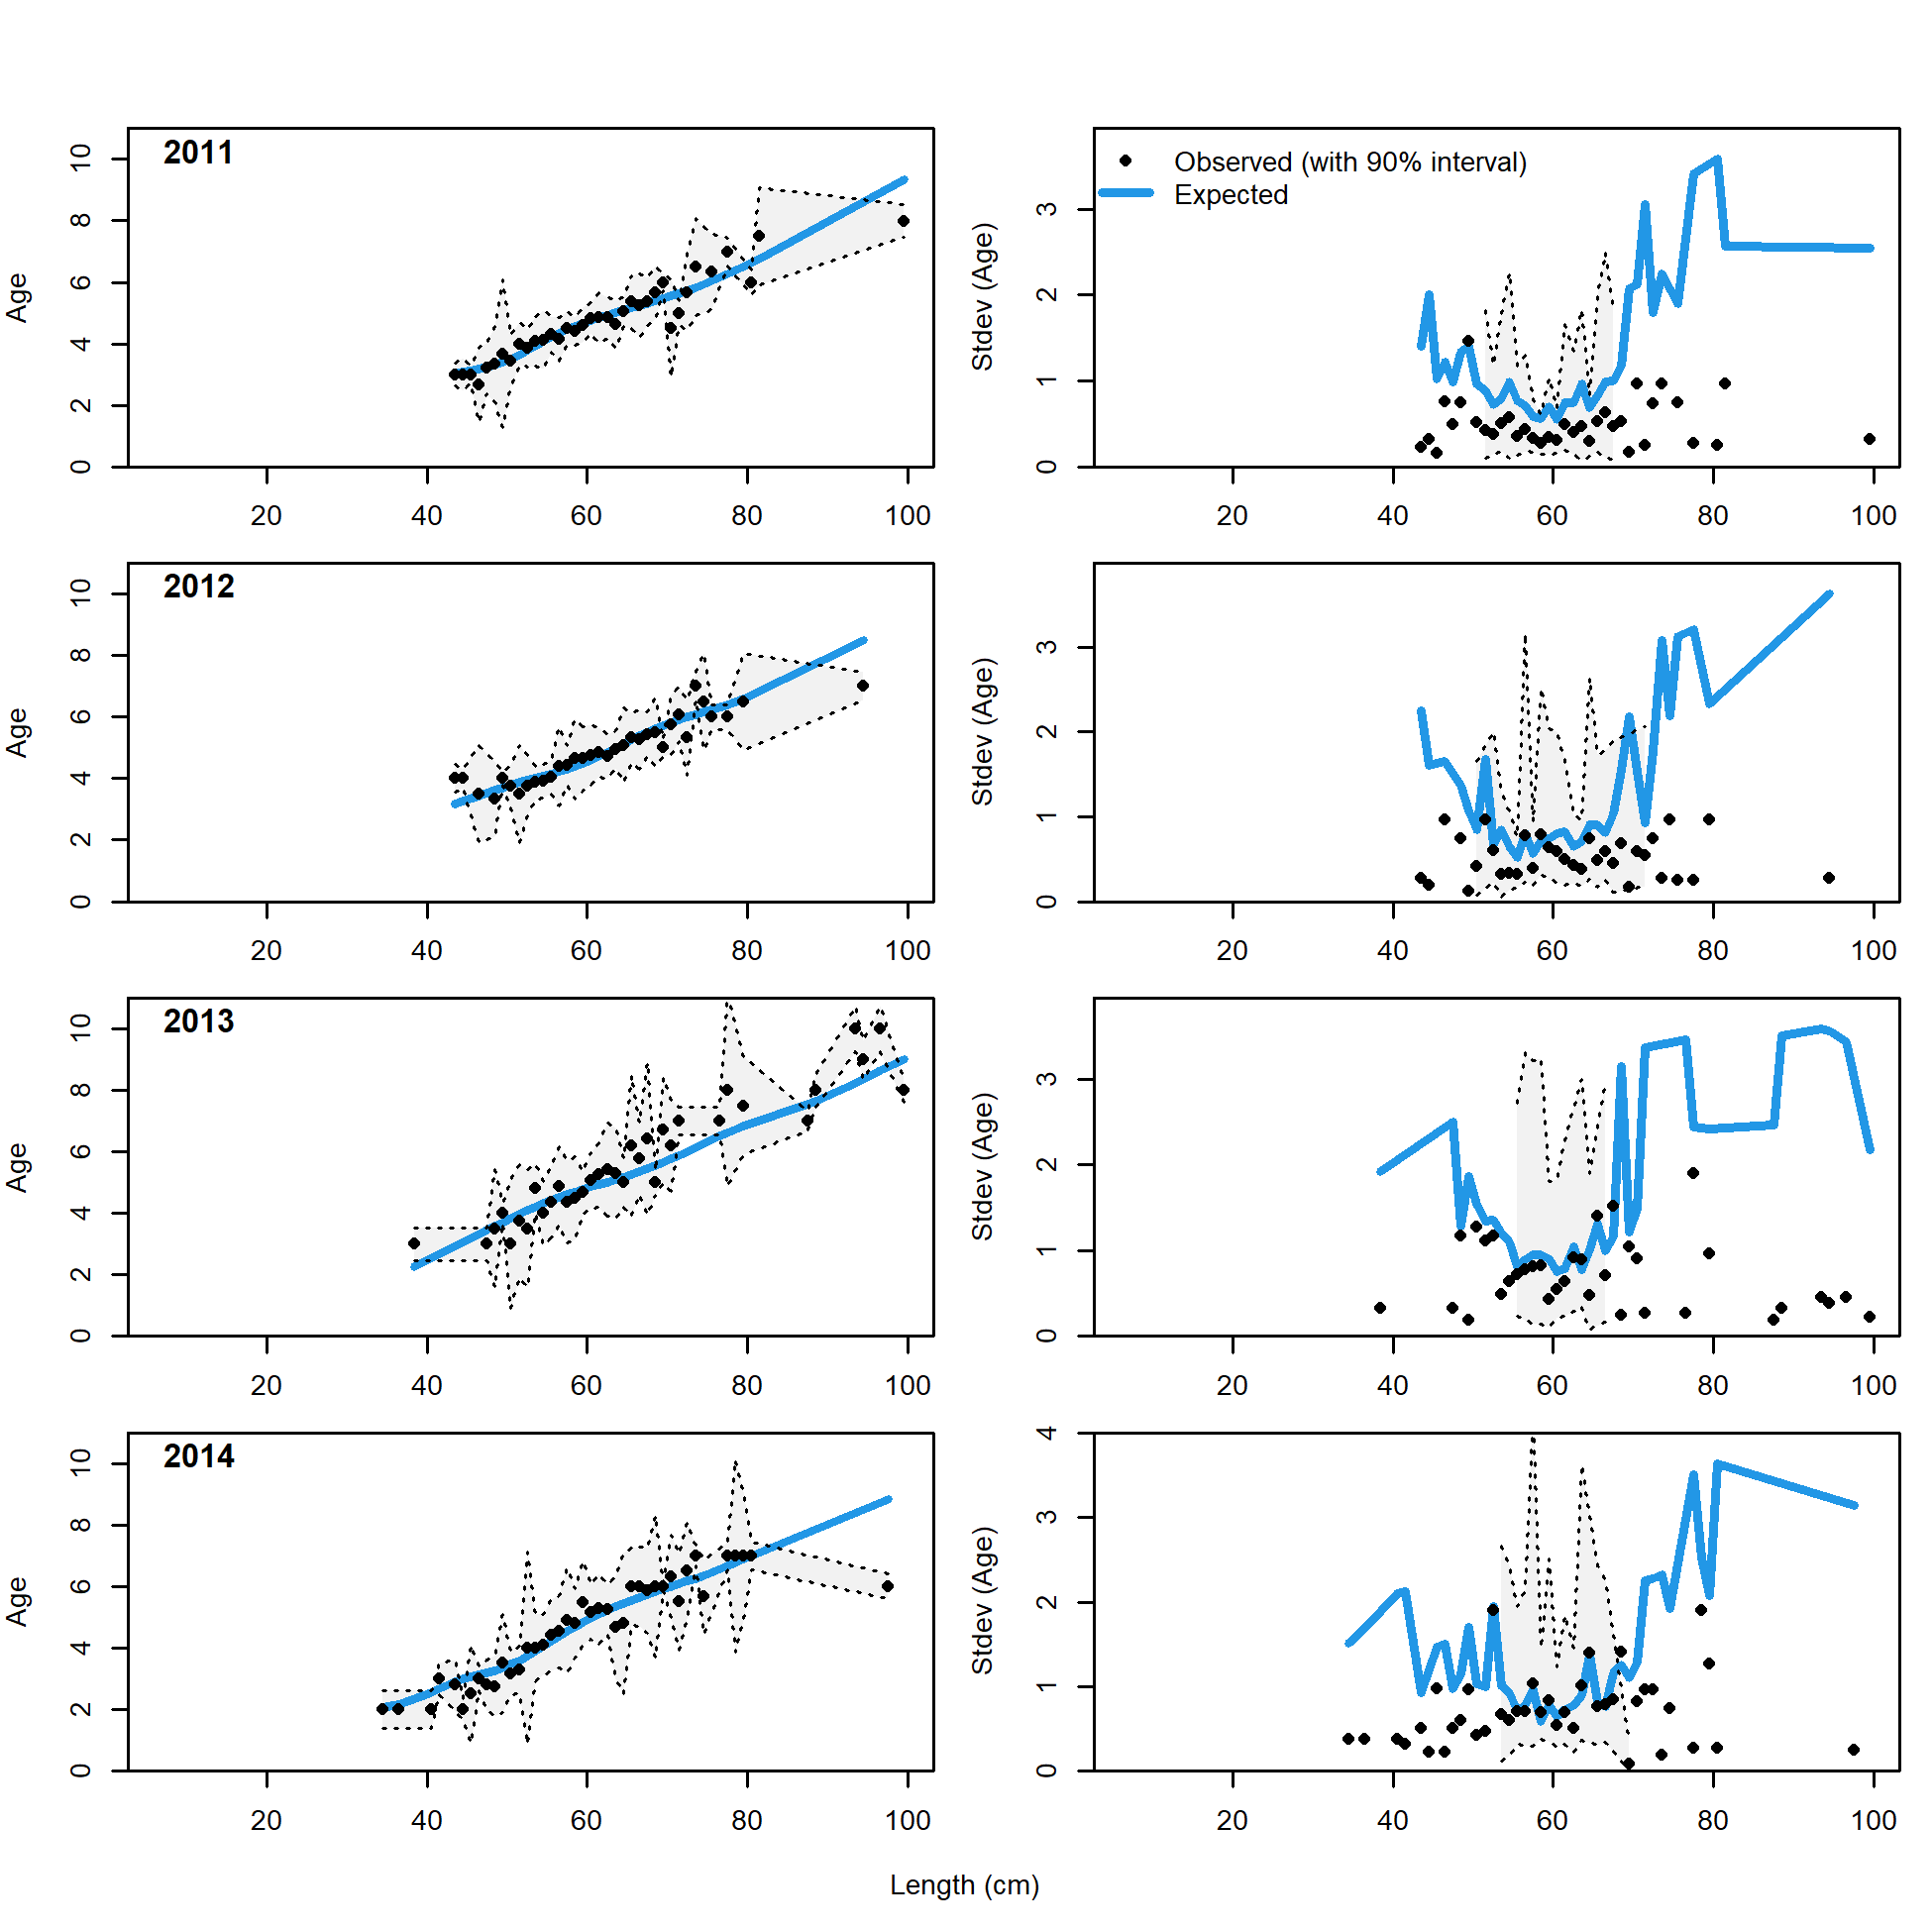 2011
Age
0 2 4 6 8 10
20 40 60 80 100
Observed (with 90% interval)
Expected
Stdev (Age)
0 1 2 3
20 40 60 80 100
2012
Age
0 2 4 6 8 10
20 40 60 80 100
Stdev (Age)
0 1 2 3
20 40 60 80 100
2013
Age
0 2 4 6 8 10
20 40 60 80 100
Stdev (Age)
0 1 2 3
20 40 60 80 100
2014
Age
0 2 4 6 8 10
20 40 60 80 100
Stdev (Age)
0 1 2 3 4
20 40 60 80 100
Length (cm)